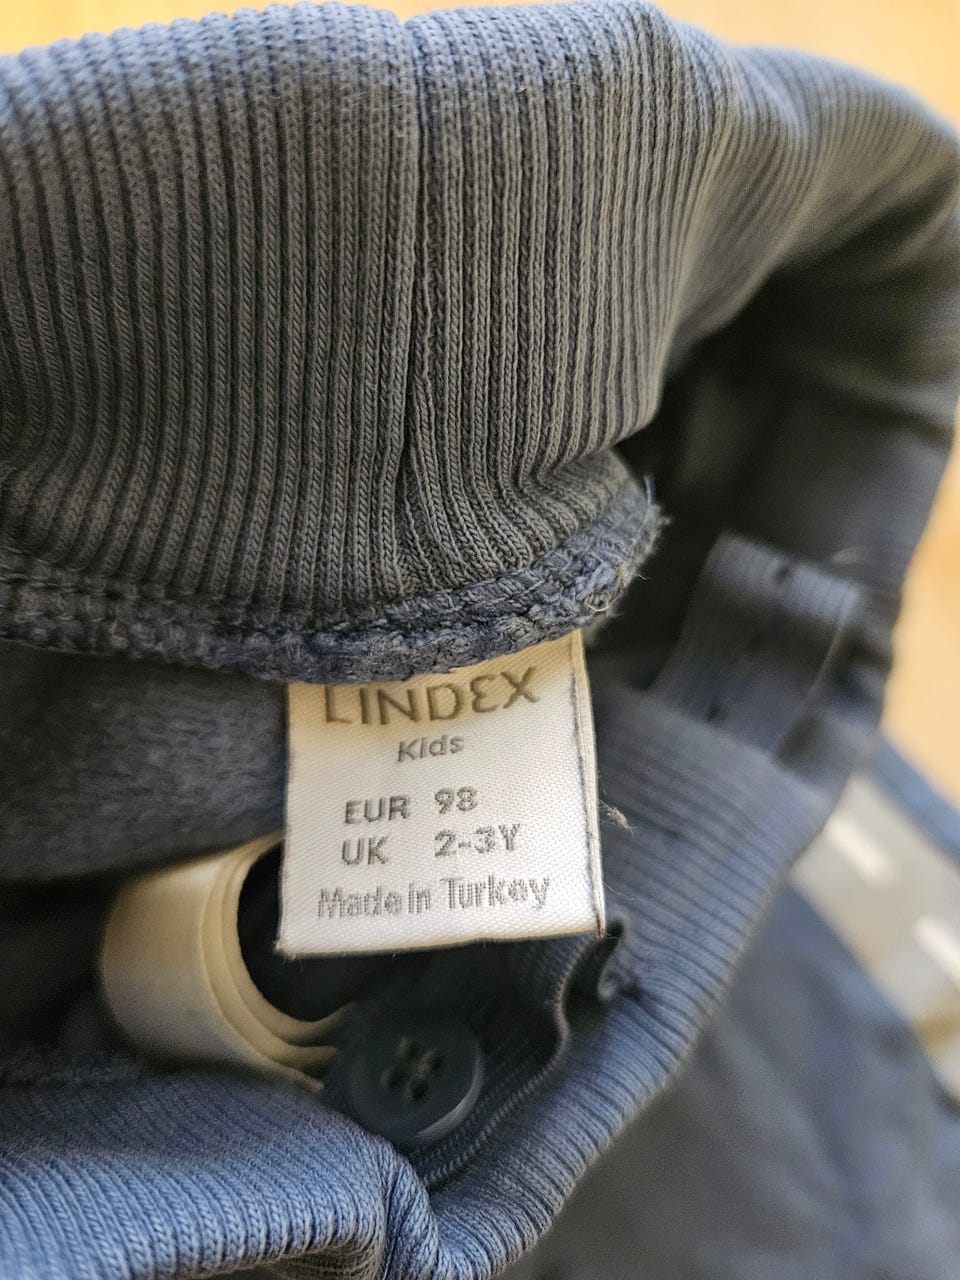 LINDEX
Kids
EUR 98
UK 2-3Y
Made in Turkey